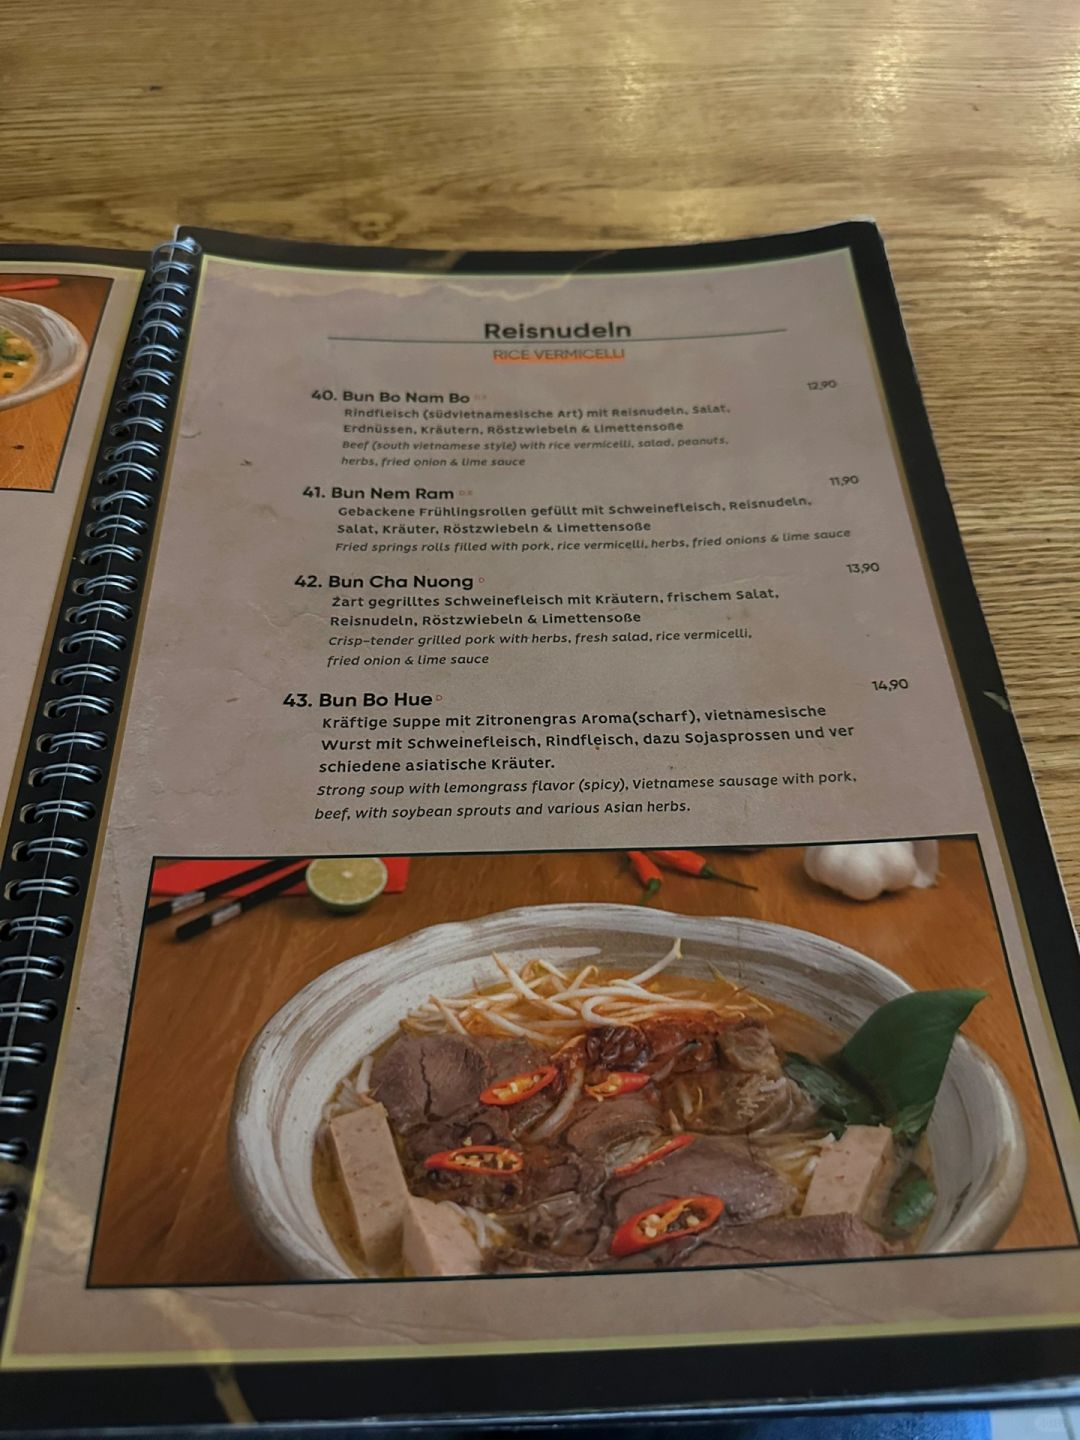 Reisnudeln
RICE VERMICELLI
40. Bun Bo Nam Bo
12,90
Rindfleisch (südvietnamesische Art) mit Reisnudeln, Salat,
Erdnüssen, Kräutern, Röstzwiebeln & Limettensoße
Beef (south vietnamese style) with rice vermicelli, salad, peanuts,
herbs, fried onion & lime sauce
41. Bun Nem Ram
11,90
Gebackene Frühlingsrollen gefüllt mit Schweinefleisch, Reisnudeln,
Salat, Kräuter, Röstzwiebeln & Limettensoße
Fried springs rolls filled with pork, rice vermicelli, herbs, fried onions & lime sauce
42. Bun Cha Nuong D
13,90
Zart gegrilltes Schweinefleisch mit Kräutern, frischem Salat,
Reisnudeln, Röstzwiebeln & Limettensoße
Crisp-tender grilled pork with herbs, fresh salad, rice vermicelli,
fried onion & lime sauce
43. Bun Bo Hue D
14,90
Kräftige Suppe mit Zitronengras Aroma(scharf), vietnamesische
Wurst mit Schweinefleisch, Rindfleisch, dazu Sojasprossen und ver
schiedene asiatische Kräuter.
Strong soup with lemongrass flavor (spicy), Vietnamese sausage with pork,
beef, with soybean sprouts and various Asian herbs.